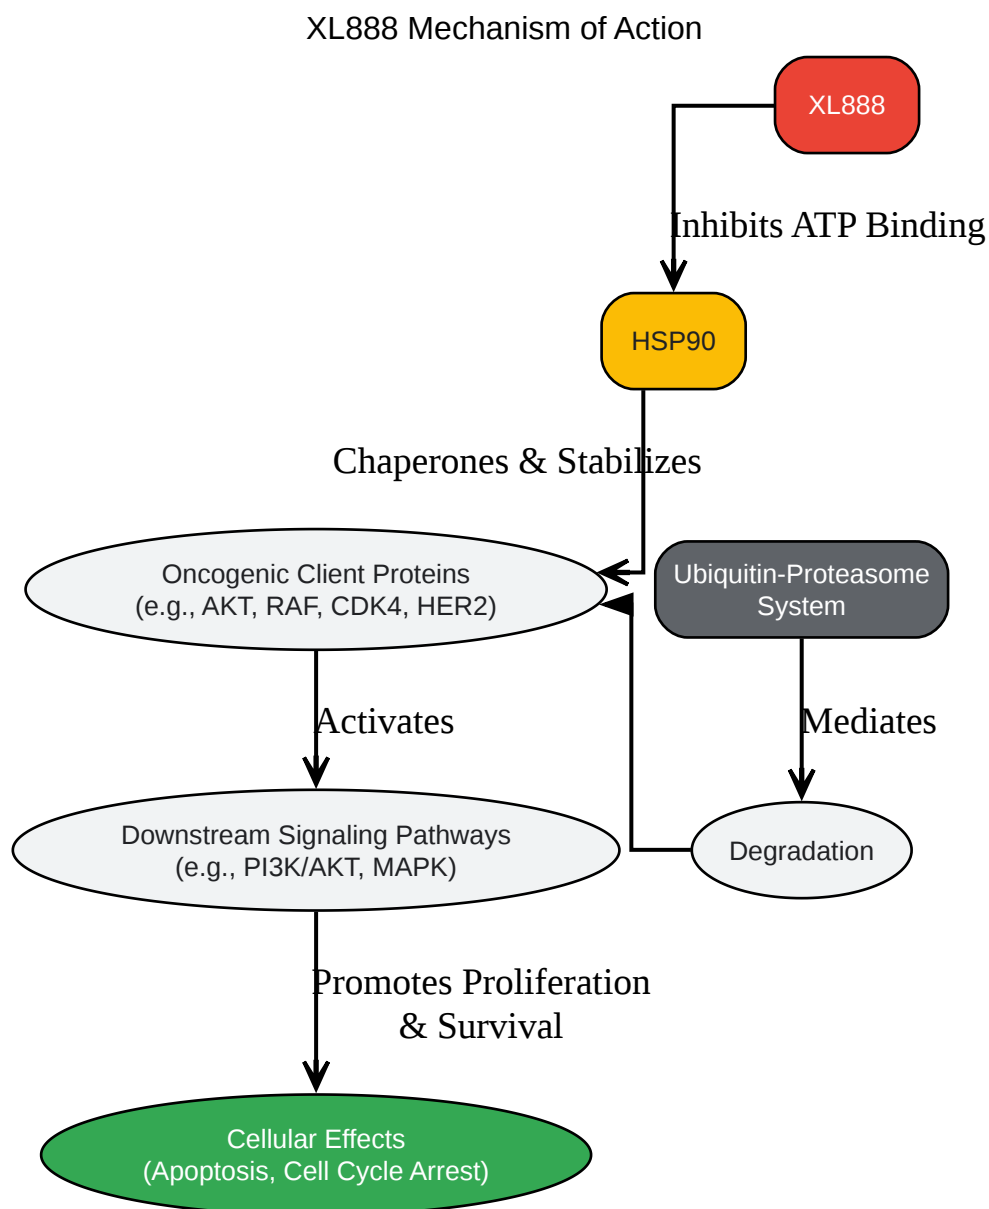 XL888 Mechanism of Action
XL888
Inhibits ATP Binding
HSP90
Chaperones & Stabilizes
Oncogenic Client Proteins
(e.g., AKT, RAF, CDK4, HER2)
Ubiquitin-Proteasome
System
Activates
Mediates
Downstream Signaling Pathways
(e.g., PI3K/AKT, MAPK)
Degradation
Promotes Proliferation
& Survival
Cellular Effects
(Apoptosis, Cell Cycle Arrest)